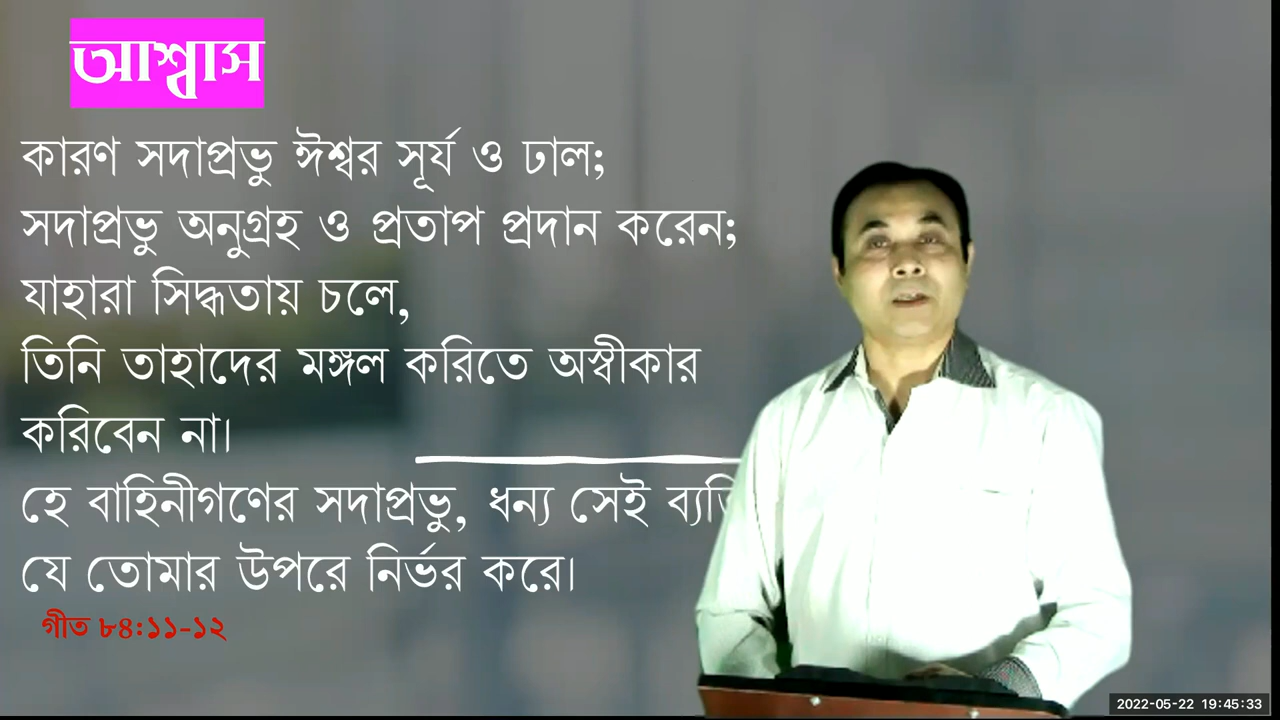 আশ্বাস
কারণ সদাপ্রভু ঈশ্বর সূর্য ও ঢাল;
সদাপ্রভু অনুগ্রহ ও প্রতাপ প্রদান করেন;
যাহারা সিদ্ধতায় চলে,
তিনি তাহাদের মঙ্গল করিতে অস্বীকার
করিবেন না।
হে বাহিনীগণের সদাপ্রভু, ধন্য সেই
যে তোমার উপরে নির্ভর করে।
গীত ৮৪:১১-১২
2022-05-22 19:45:33